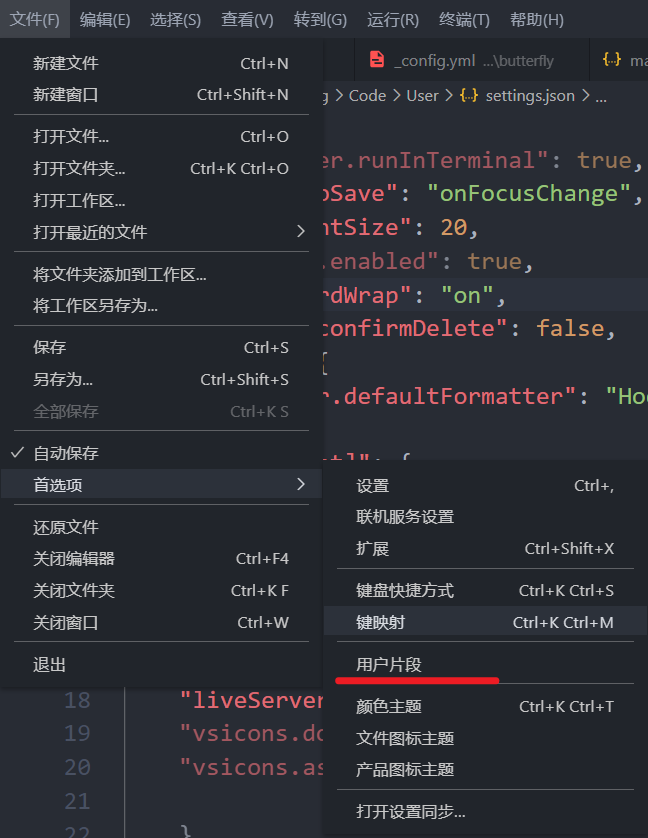 文件(F) 编辑(E) 选择(S) 查看(V) 转到(G) 运行(R) 终端(T) 帮助(H)
新建文件 Ctrl+N
新建窗口 Ctrl+Shift+N
打开文件... Ctrl+O
打开文件夹... Ctrl+K Ctrl+O
打开工作区...
打开最近的文件
将文件夹添加到工作区...
将工作区另存为...
保存 Ctrl+S
另存为... Ctrl+Shift+S
全部保存 Ctrl+K S
自动保存
首选项
还原文件
关闭编辑器 Ctrl+F4
关闭文件夹 Ctrl+K F
关闭窗口 Ctrl+W
退出
_config.yml ...\butterfly {··} ma
g > Code > User > {··} settings.json > ...
er.runInTerminal": true,
oSave": "onFocusChange",
ntSize": 20,
.enabled": true,
rdWrap": "on",
confirmDelete": false,
{
r.defaultFormatter": "Hoo
tl": {
设置 Ctrl+,
联机服务设置
扩展 Ctrl+Shift+X
键盘快捷方式 Ctrl+K Ctrl+S
键映射 Ctrl+K Ctrl+M
用户片段
颜色主题 Ctrl+K Ctrl+T
文件图标主题
产品图标主题
打开设置同步...
18 "liveServer
19 "vsicons.do
20 "vsicons.as
21
22 }